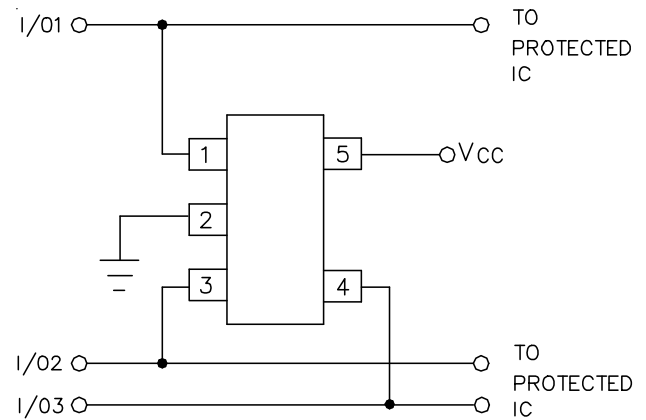 I/O1
TO
PROTECTED
IC
1
5
VCC
2
3
4
I/O2
TO
PROTECTED
IC
I/O3